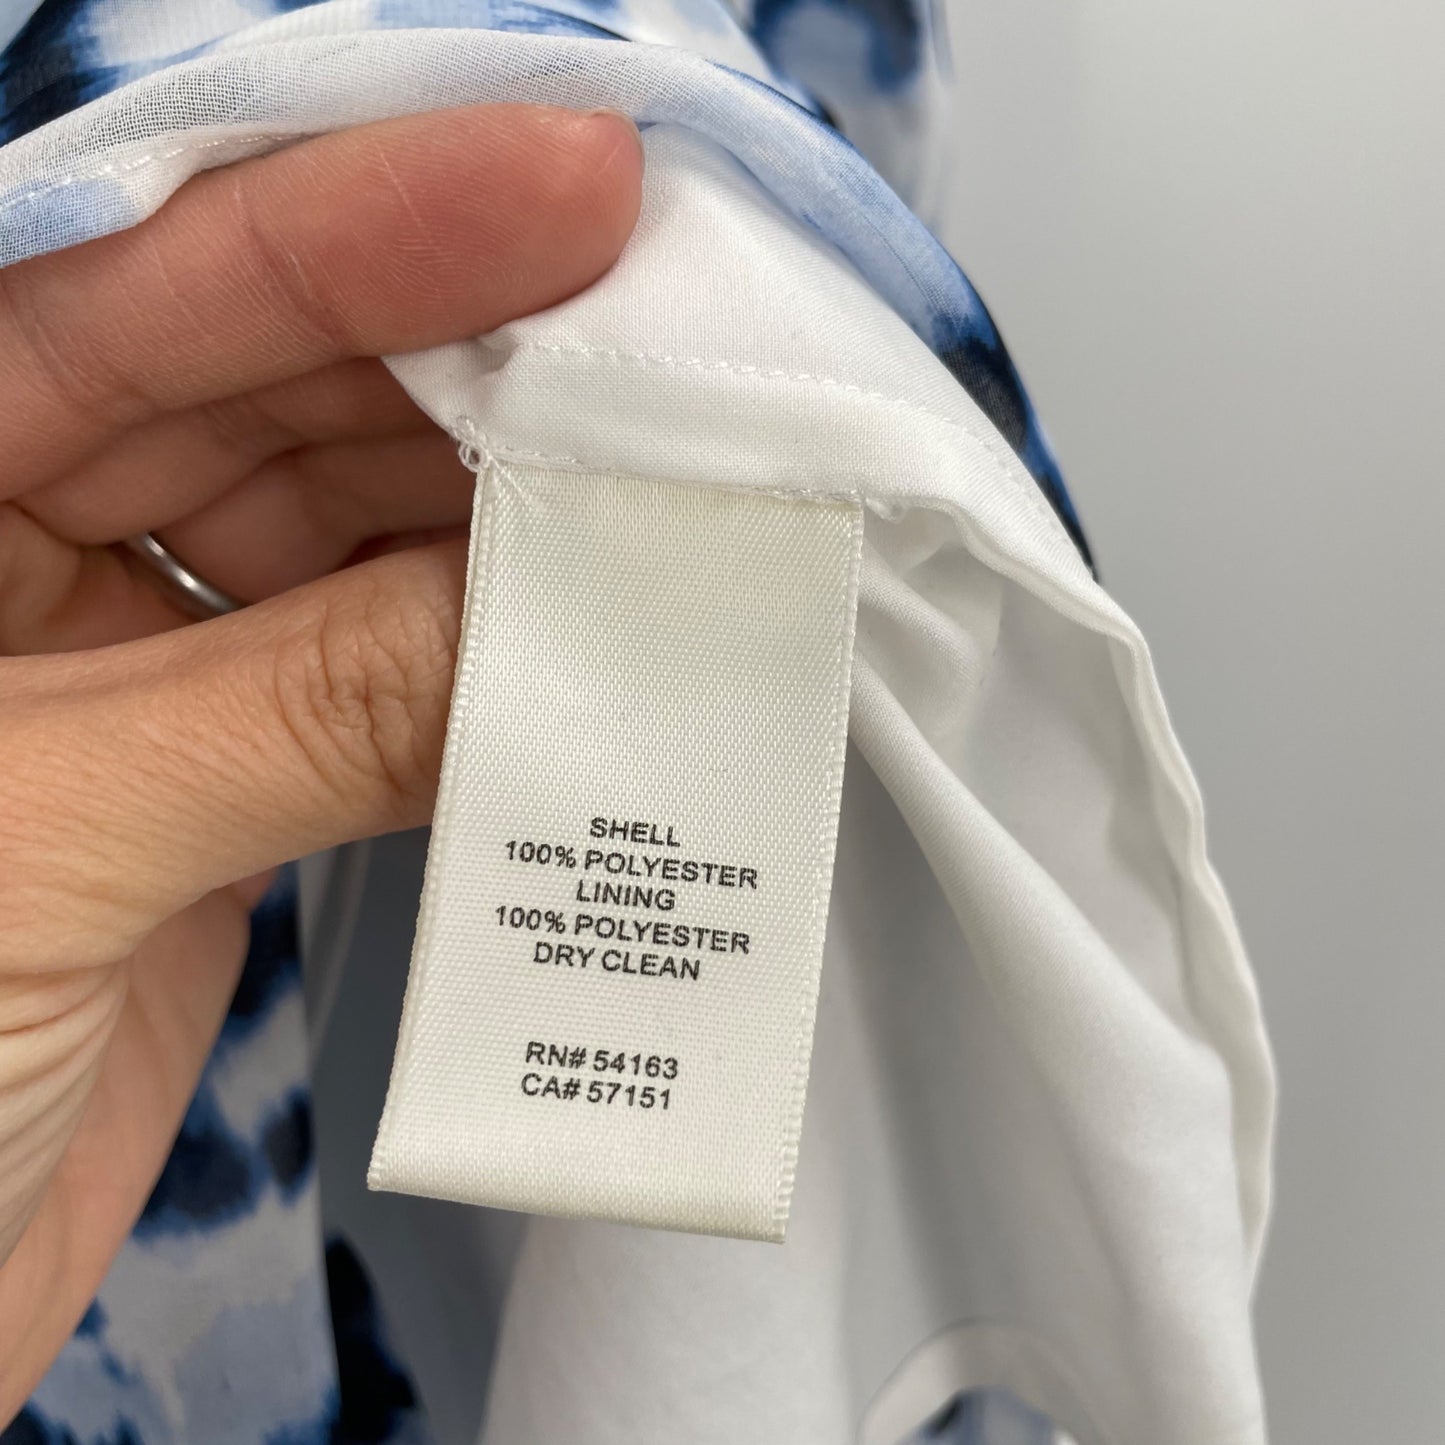 SHELL
100% POLYESTER
LINING
100% POLYESTER
DRY CLEAN
RN# 54163
CA# 57151